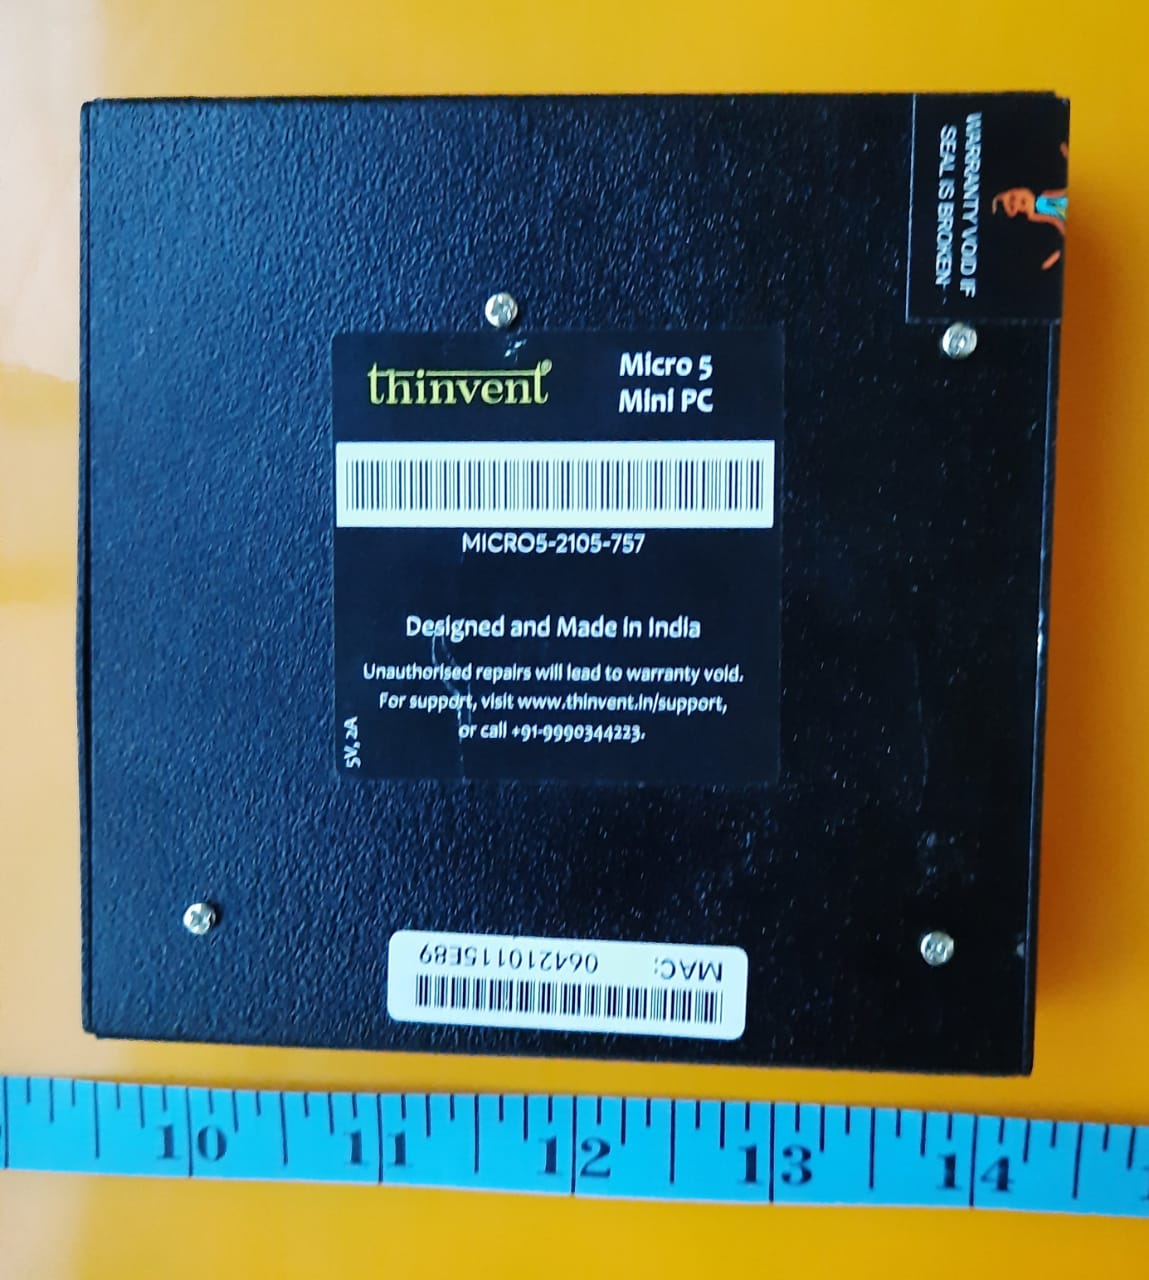 WARRANTY VOID IF
SEAL IS BROKEN
thinvent
Micro 5
Mini PC
MICRO5-2105-757
Designed and Made in India
Unauthorised repairs will lead to warranty void.
For support, visit www.thinvent.in/support,
or call +91-9990344223.
5V, 2A
MAC: 064210115E89
10 11 12 13 14